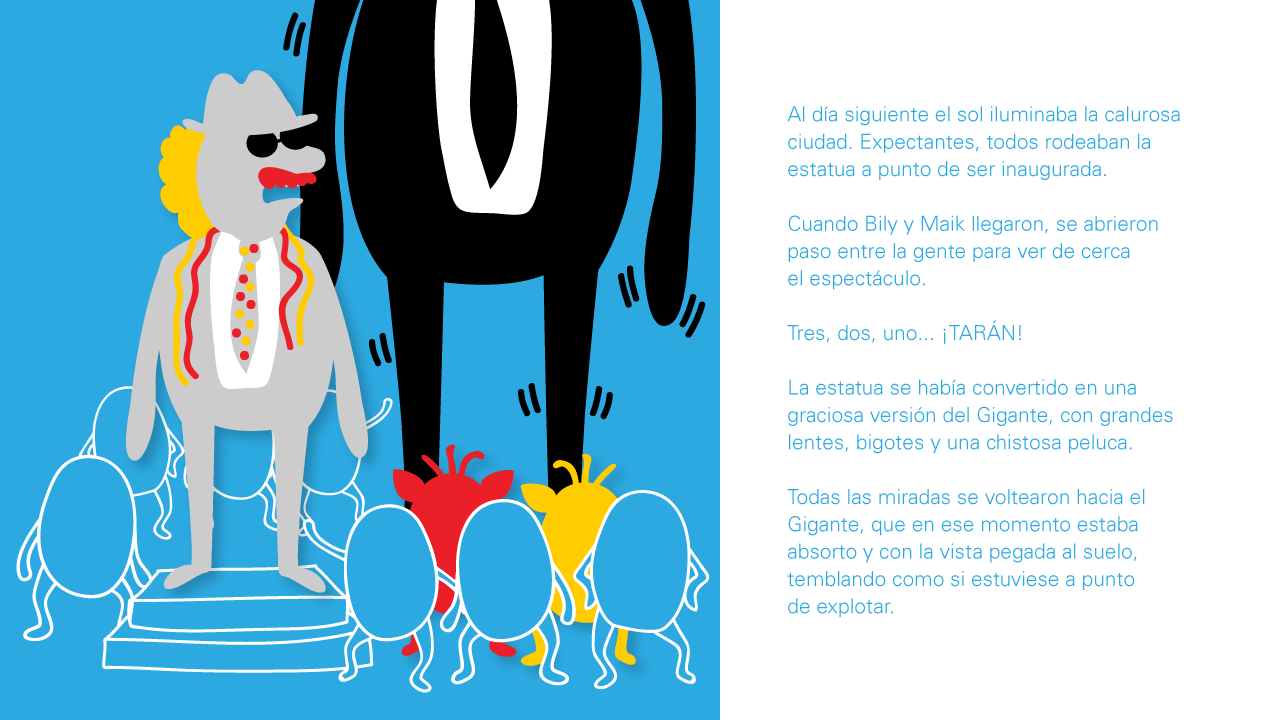 Al día siguiente el sol iluminaba la calurosa
ciudad. Expectantes, todos rodeaban la
estatua a punto de ser inaugurada.
Cuando Bily y Maik llegaron, se abrieron
paso entre la gente para ver de cerca
el espectáculo.
Tres, dos, uno... ¡TARÁN!
La estatua se había convertido en una
graciosa versión del Gigante, con grandes
lentes, bigotes y una chistosa peluca.
Todas las miradas se voltearon hacia el
Gigante, que en ese momento estaba
absorto y con la vista pegada al suelo,
temblando como si estuviese a punto
de explotar.